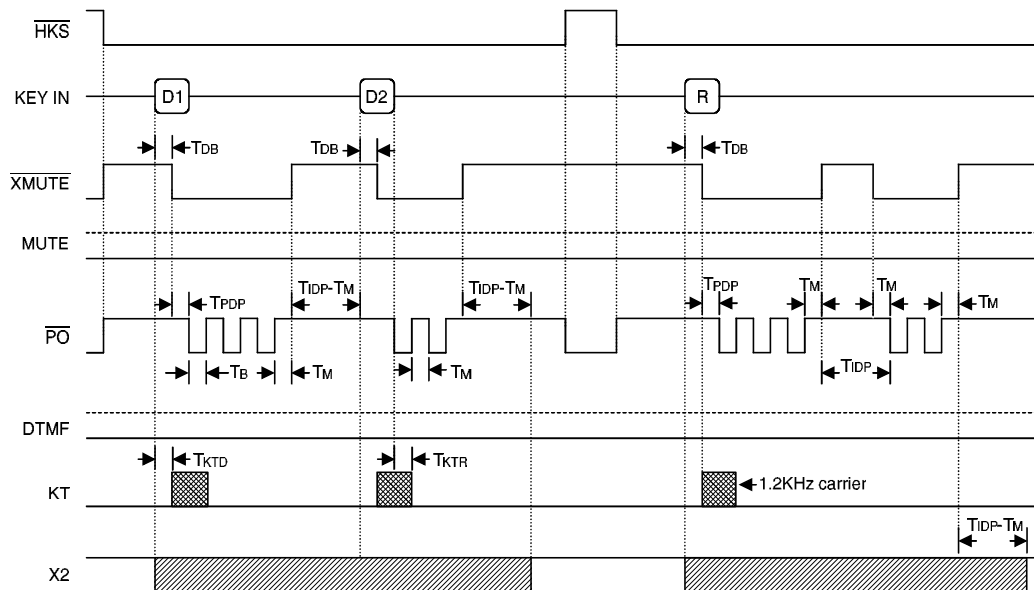 HKS
KEY IN D1 D2 R
TDB TDB TDB
XMUTE
MUTE
TPDP TIDP-TM TIDP-TM TPDP TM TM TM
PO
TB TM TM TIDP
DTMF
TKTD TKTR
KT 1.2KHz carrier
TIDP-TM
X2